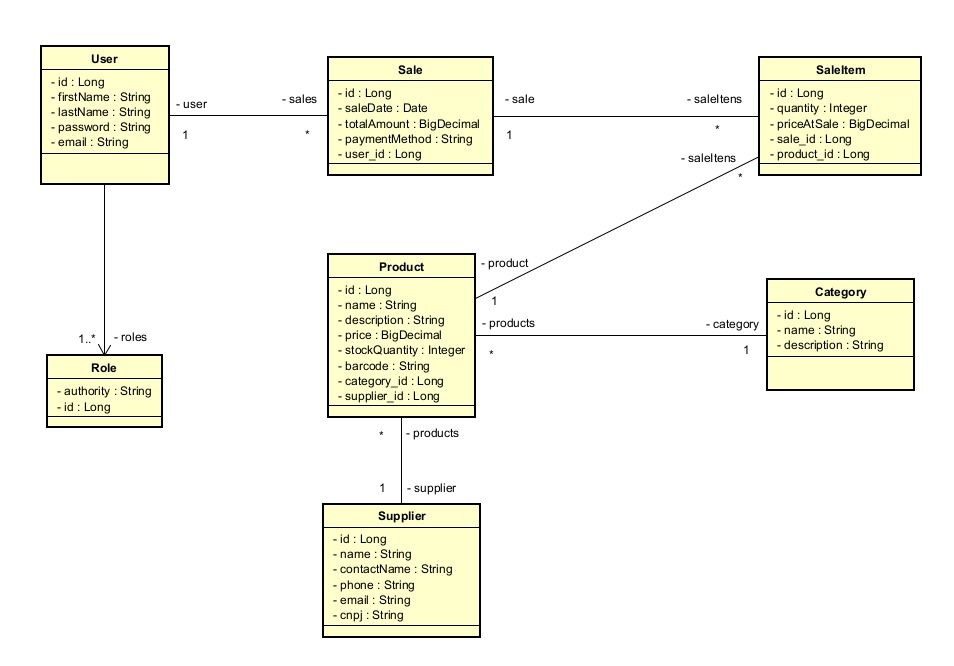 User
- id : Long
- firstName : String
- lastName : String
- password : String
- email : String
- user
1
- sales
*
Sale
- id : Long
- saleDate : Date
- totalAmount : BigDecimal
- paymentMethod : String
- user_id : Long
- sale
1
- saleItens
*
SaleItem
- id : Long
- quantity : Integer
- priceAtSale : BigDecimal
- sale_id : Long
- product_id : Long
- saleItens
*
- product
1
Product
- id : Long
- name : String
- description : String
- price : BigDecimal
- stockQuantity : Integer
- barcode : String
- category_id : Long
- supplier_id : Long
- products
*
- category
1
Category
- id : Long
- name : String
- description : String
1..*
- roles
Role
- authority : String
- id : Long
*
- products
1
- supplier
Supplier
- id : Long
- name : String
- contactName : String
- phone : String
- email : String
- cnpj : String